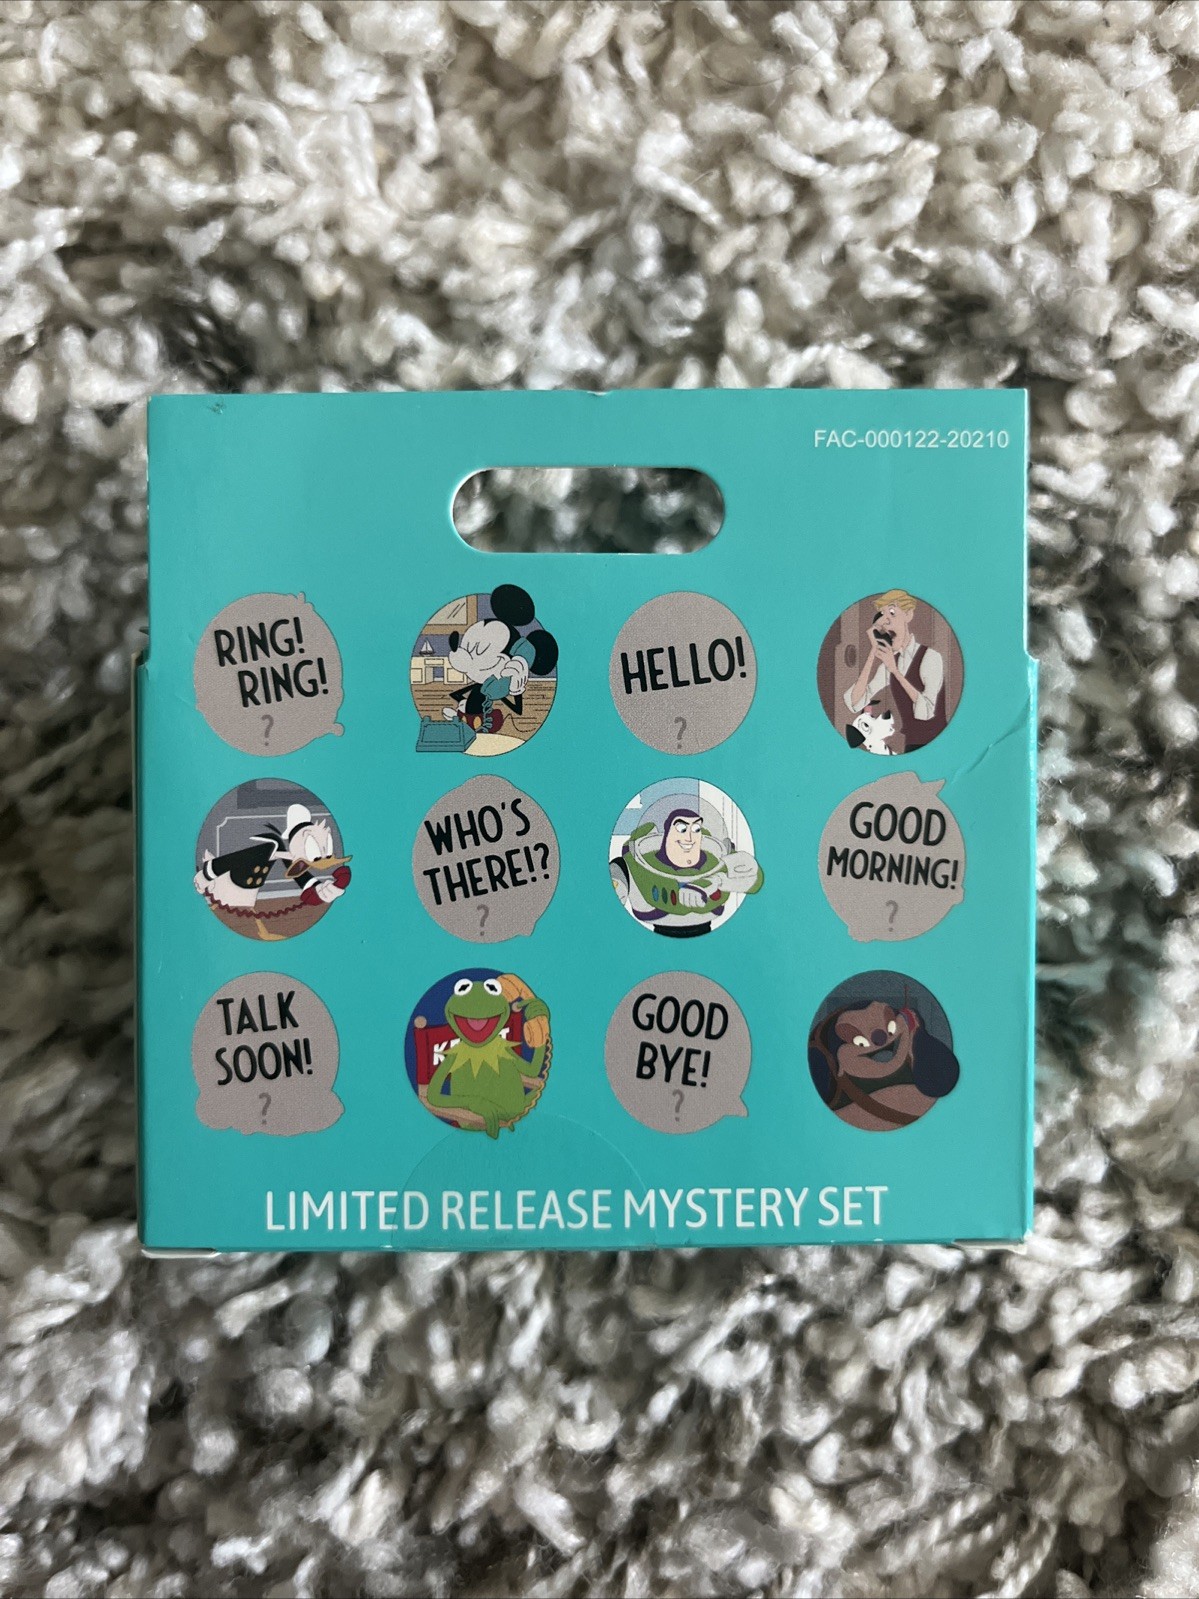 FAC-000122-20210
RING!
RING!
?
HELLO!
?
WHO'S
THERE!?
?
GOOD
MORNING!
?
TALK
SOON!
?
GOOD
BYE!
?
LIMITED RELEASE MYSTERY SET